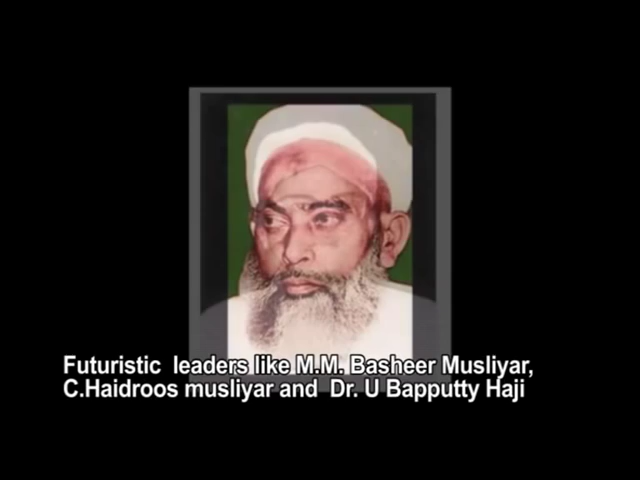 Futuristic  leaders like M.M. Basheer Musliyar,
C.Haidroos musliyar and  Dr. U Bapputty Haji